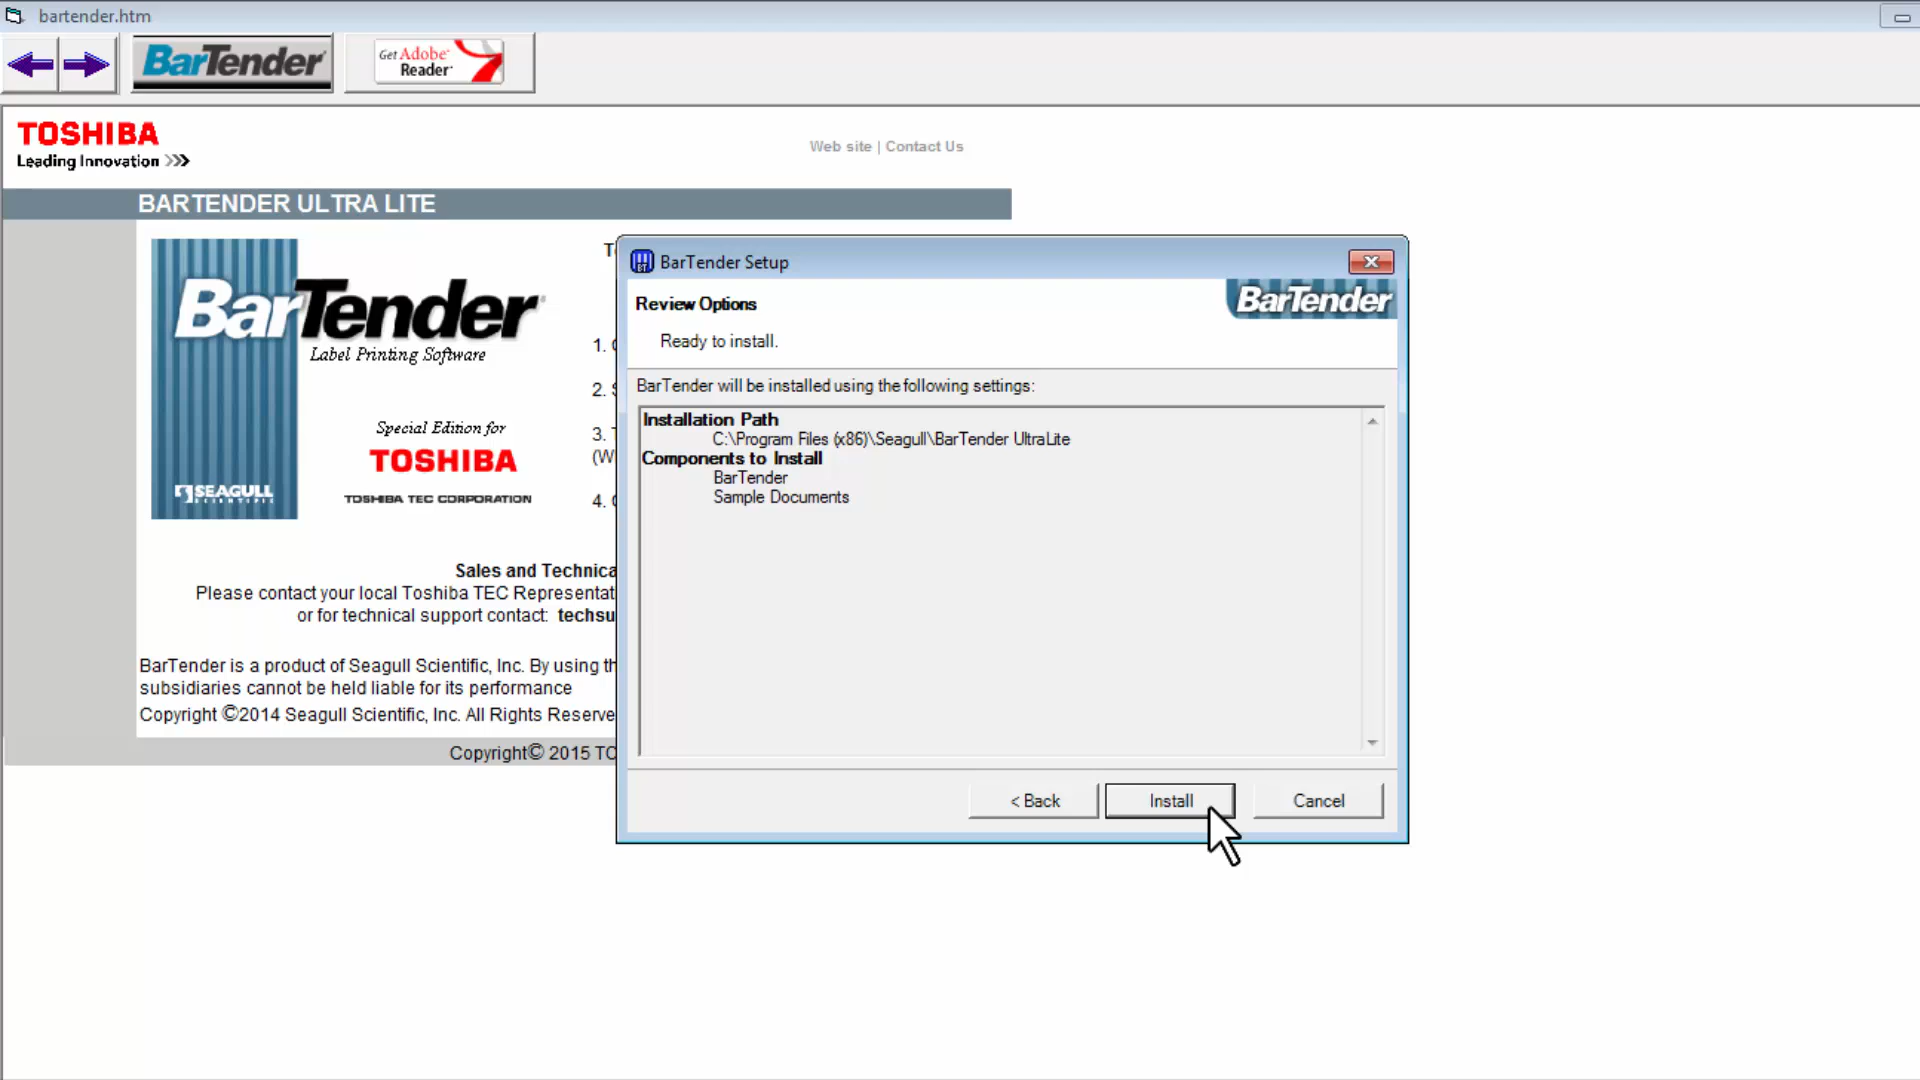 bartender.htm
BarTender
Get Adobe Reader
TOSHIBA
Leading Innovation >>>
Web site | Contact Us
BARTENDER ULTRA LITE
BarTender
Label Printing Software
Special Edition for
TOSHIBA
TOSHIBA TEC CORPORATION
SEAGULL
SCIENTIFIC
1.
2.
3.
(W
4.
Sales and Technica
Please contact your local Toshiba TEC Representat
or for technical support contact: techsu
BarTender is a product of Seagull Scientific, Inc. By using th
subsidiaries cannot be held liable for its performance
Copyright ©2014 Seagull Scientific, Inc. All Rights Reserve
Copyright© 2015 TO
BarTender Setup
Review Options
BarTender
Ready to install.
BarTender will be installed using the following settings:
Installation Path
C:\Program Files (x86)\Seagull\BarTender UltraLite
Components to Install
BarTender
Sample Documents
< Back
Install
Cancel